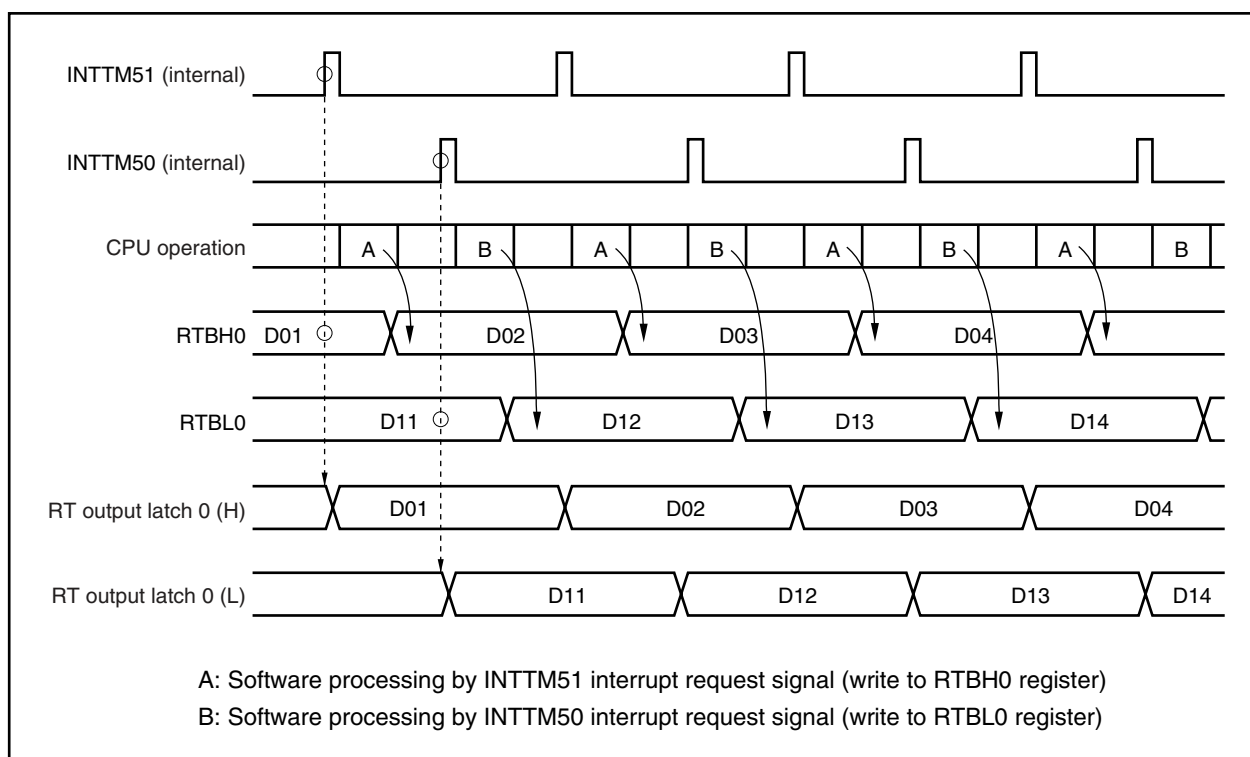 INTTM51 (internal)
INTTM50 (internal)
CPU operation A B A B A B A B
RTBH0 D01 D02 D03 D04
RTBL0 D11 D12 D13 D14
RT output latch 0 (H) D01 D02 D03 D04
RT output latch 0 (L) D11 D12 D13 D14
A: Software processing by INTTM51 interrupt request signal (write to RTBH0 register)
B: Software processing by INTTM50 interrupt request signal (write to RTBL0 register)